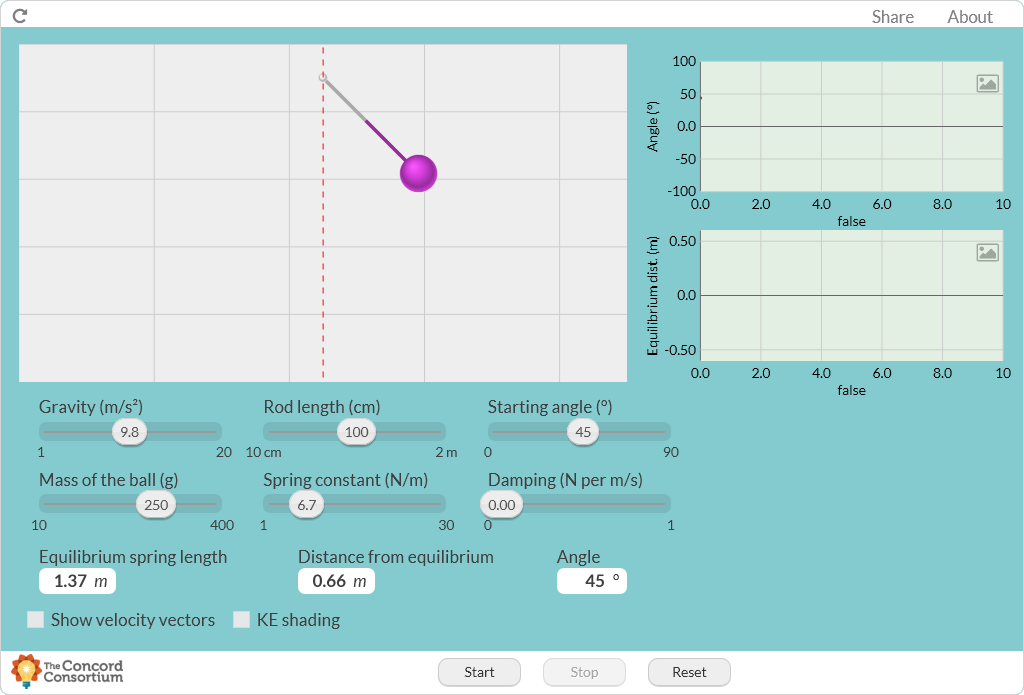 Share About
100
50
0.0
-50
-100
Angle (º)
0.0 2.0 4.0 6.0 8.0 10
false
0.50
0.0
-0.50
Equilibrium dist. (m)
0.0 2.0 4.0 6.0 8.0 10
false
Gravity (m/s²) Rod length (cm) Starting angle (º)
9.8 100 45
1 20 10 cm 2 m 0 90
Mass of the ball (g) Spring constant (N/m) Damping (N per m/s)
250 6.7 0.00
10 400 1 30 0 1
Equilibrium spring length Distance from equilibrium Angle
1.37 m 0.66 m 45 º
Show velocity vectors KE shading
The Concord
Consortium
Start Stop Reset